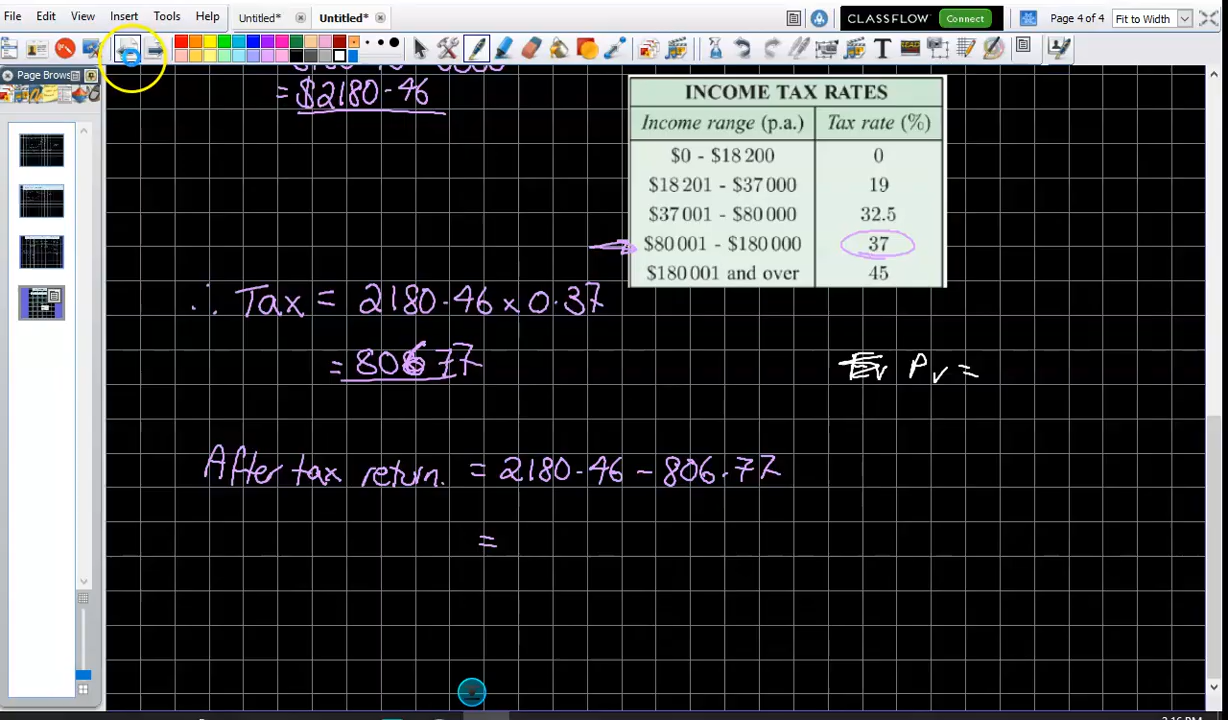 File Edit View Insert Tools Help Untitled* Untitled* CLASSFLOW Connect Page 4 of 4 Fit to Width
Page Brows
= $2180.46
INCOME TAX RATES
Income range (p.a.) Tax rate (%)
$0 - $18 200 0
$18 201 - $37 000 19
$37 001 - $80 000 32.5
$80 001 - $180 000 37
$180 001 and over 45
∴ Tax = 2180.46 × 0.37
= 806.77
Pv =
After tax return. = 2180.46 - 806.77
=